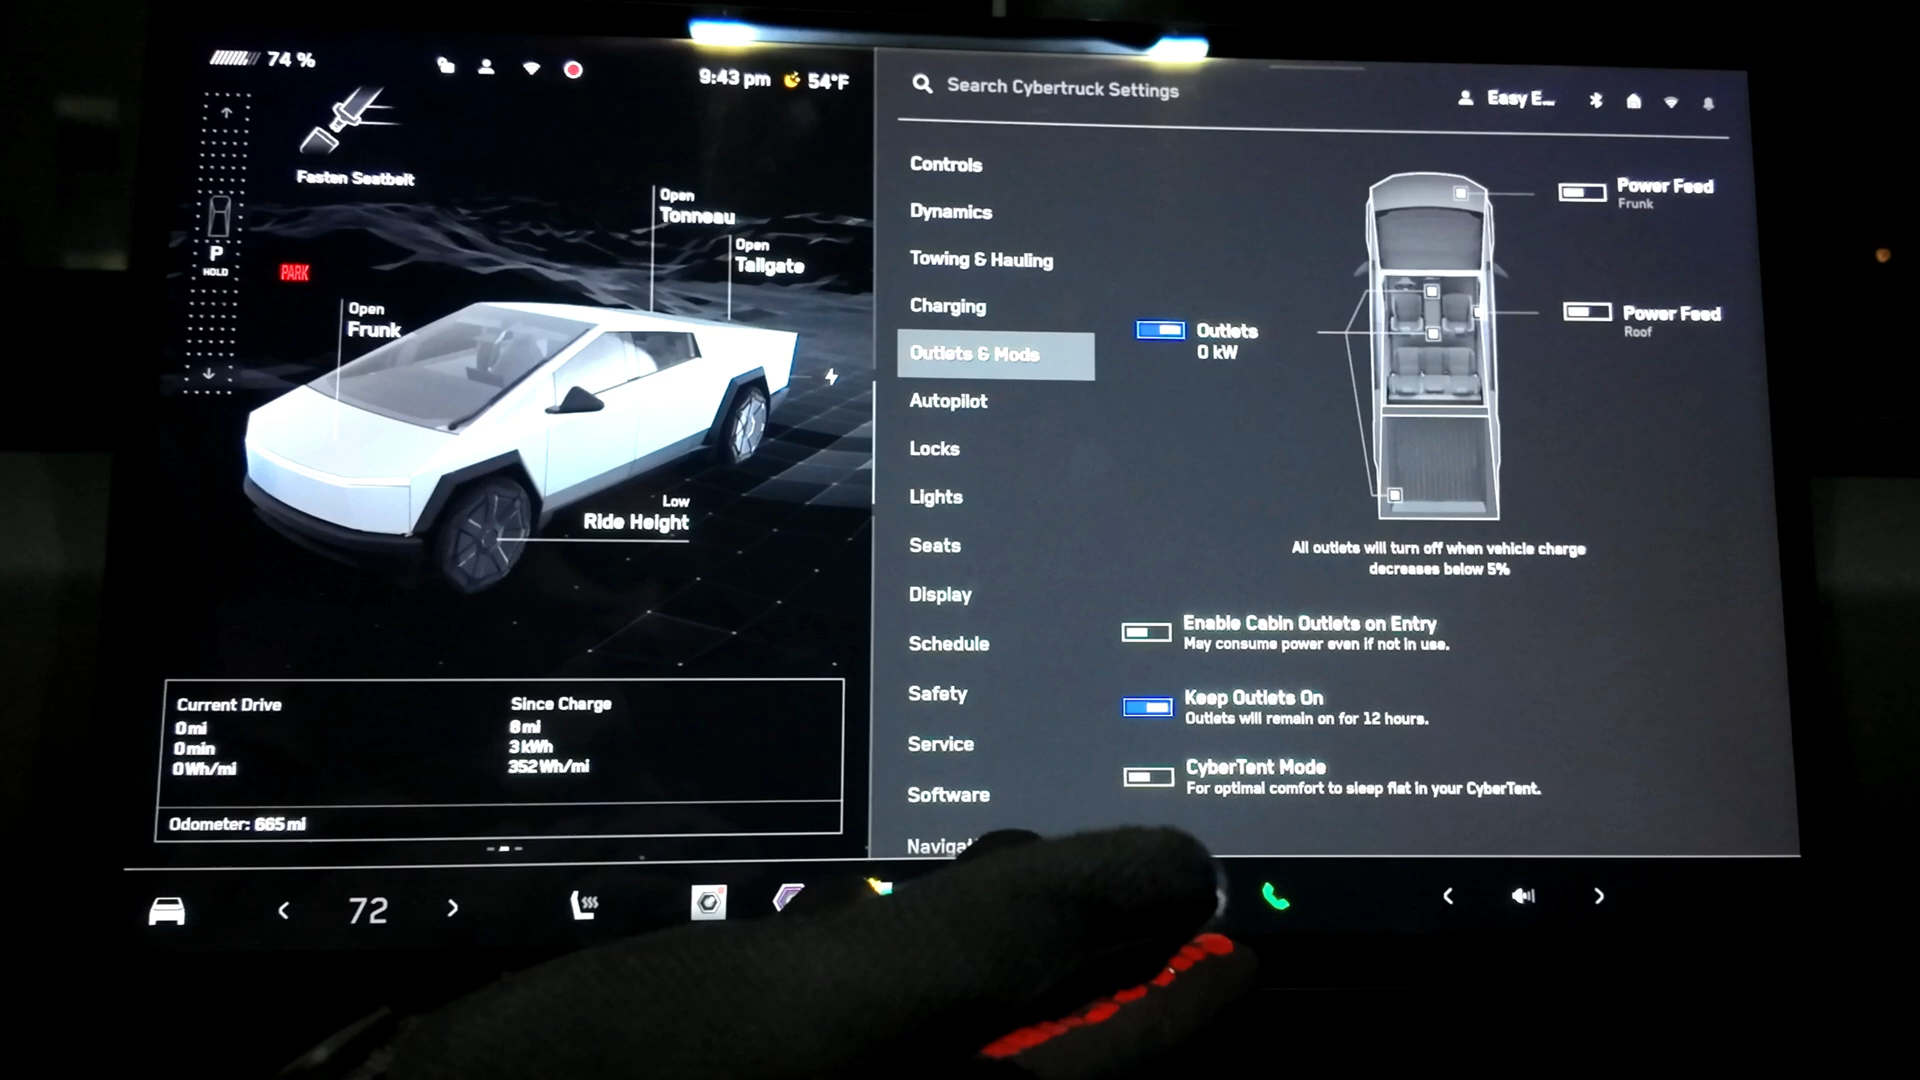 74 %
9:43 pm
54°F
Fasten Seatbelt
Open
Tonneau
Open
Tailgate
P
HOLD
PARK
Open
Frunk
Low
Ride Height
Current Drive
0 mi
0 min
0 Wh/mi
Since Charge
8 mi
3 kWh
352 Wh/mi
Odometer: 665 mi
72
Search Cybertruck Settings
Easy E...
Controls
Dynamics
Towing & Hauling
Charging
Outlets & Mods
Autopilot
Locks
Lights
Seats
Display
Schedule
Safety
Service
Software
Outlets
0 kW
Power Feed
Frunk
Power Feed
Roof
All outlets will turn off when vehicle charge
decreases below 5%
Enable Cabin Outlets on Entry
May consume power even if not in use.
Keep Outlets On
Outlets will remain on for 12 hours.
CyberTent Mode
For optimal comfort to sleep flat in your CyberTent.